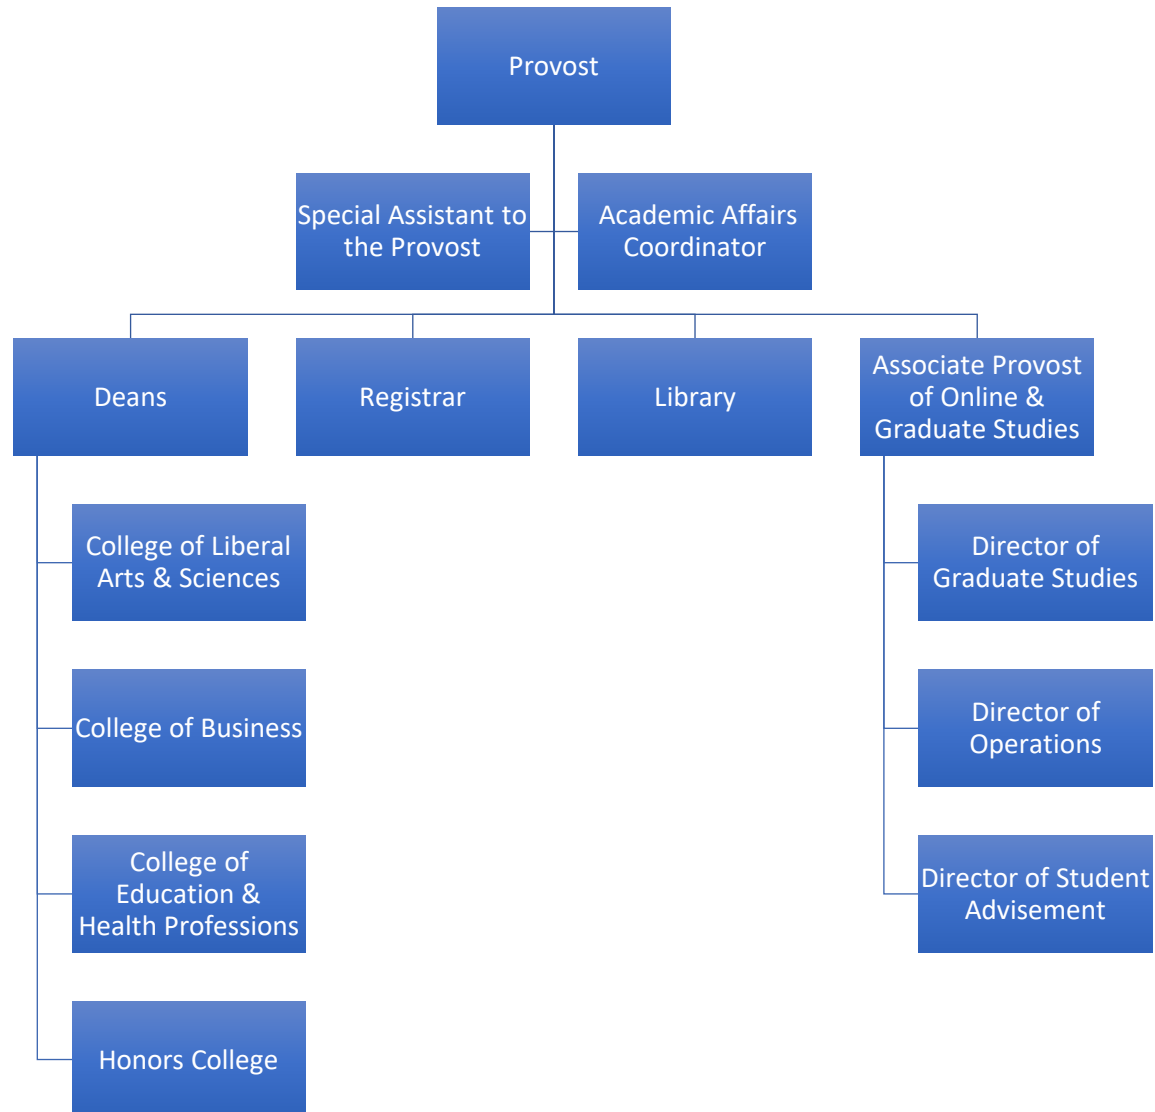 Provost
Special Assistant to
the Provost
Academic Affairs
Coordinator
Deans
Registrar
Library
Associate Provost
of Online &
Graduate Studies
College of Liberal
Arts & Sciences
College of Business
College of
Education &
Health Professions
Honors College
Director of
Graduate Studies
Director of
Operations
Director of Student
Advisement